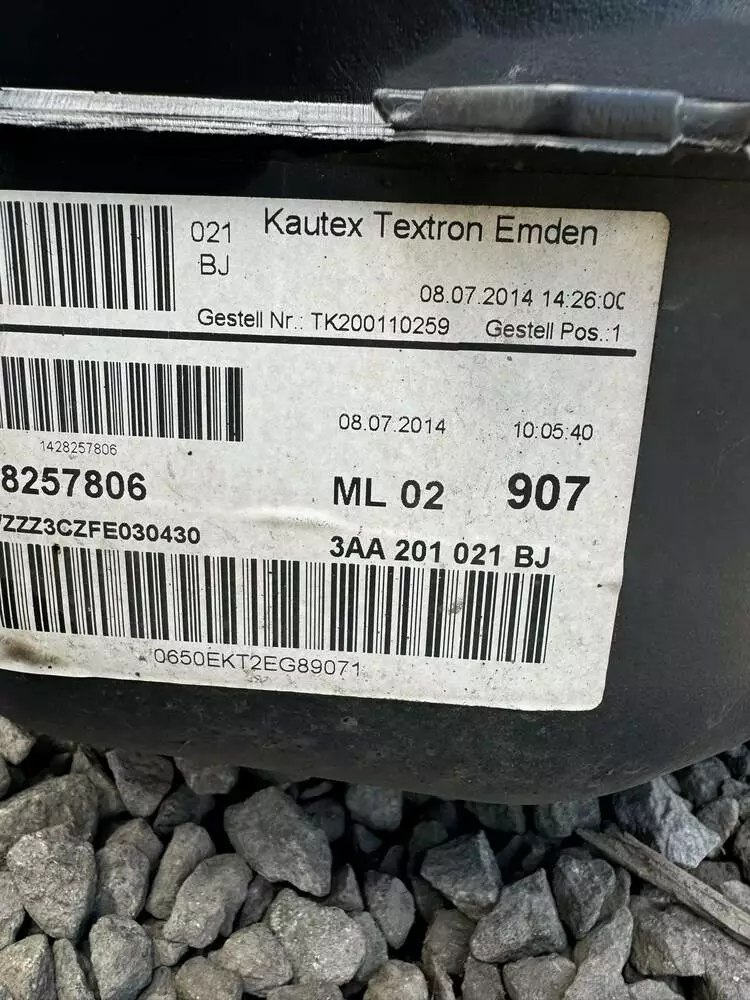 021 Kautex Textron Emden
BJ
08.07.2014 14:26:00
Gestell Nr.: TK200110259 Gestell Pos.:1
08.07.2014 10:05:40
1428257806
8257806 ML 02 907
ZZZ3CZFE030430 3AA 201 021 BJ
0650EKT2EG89071